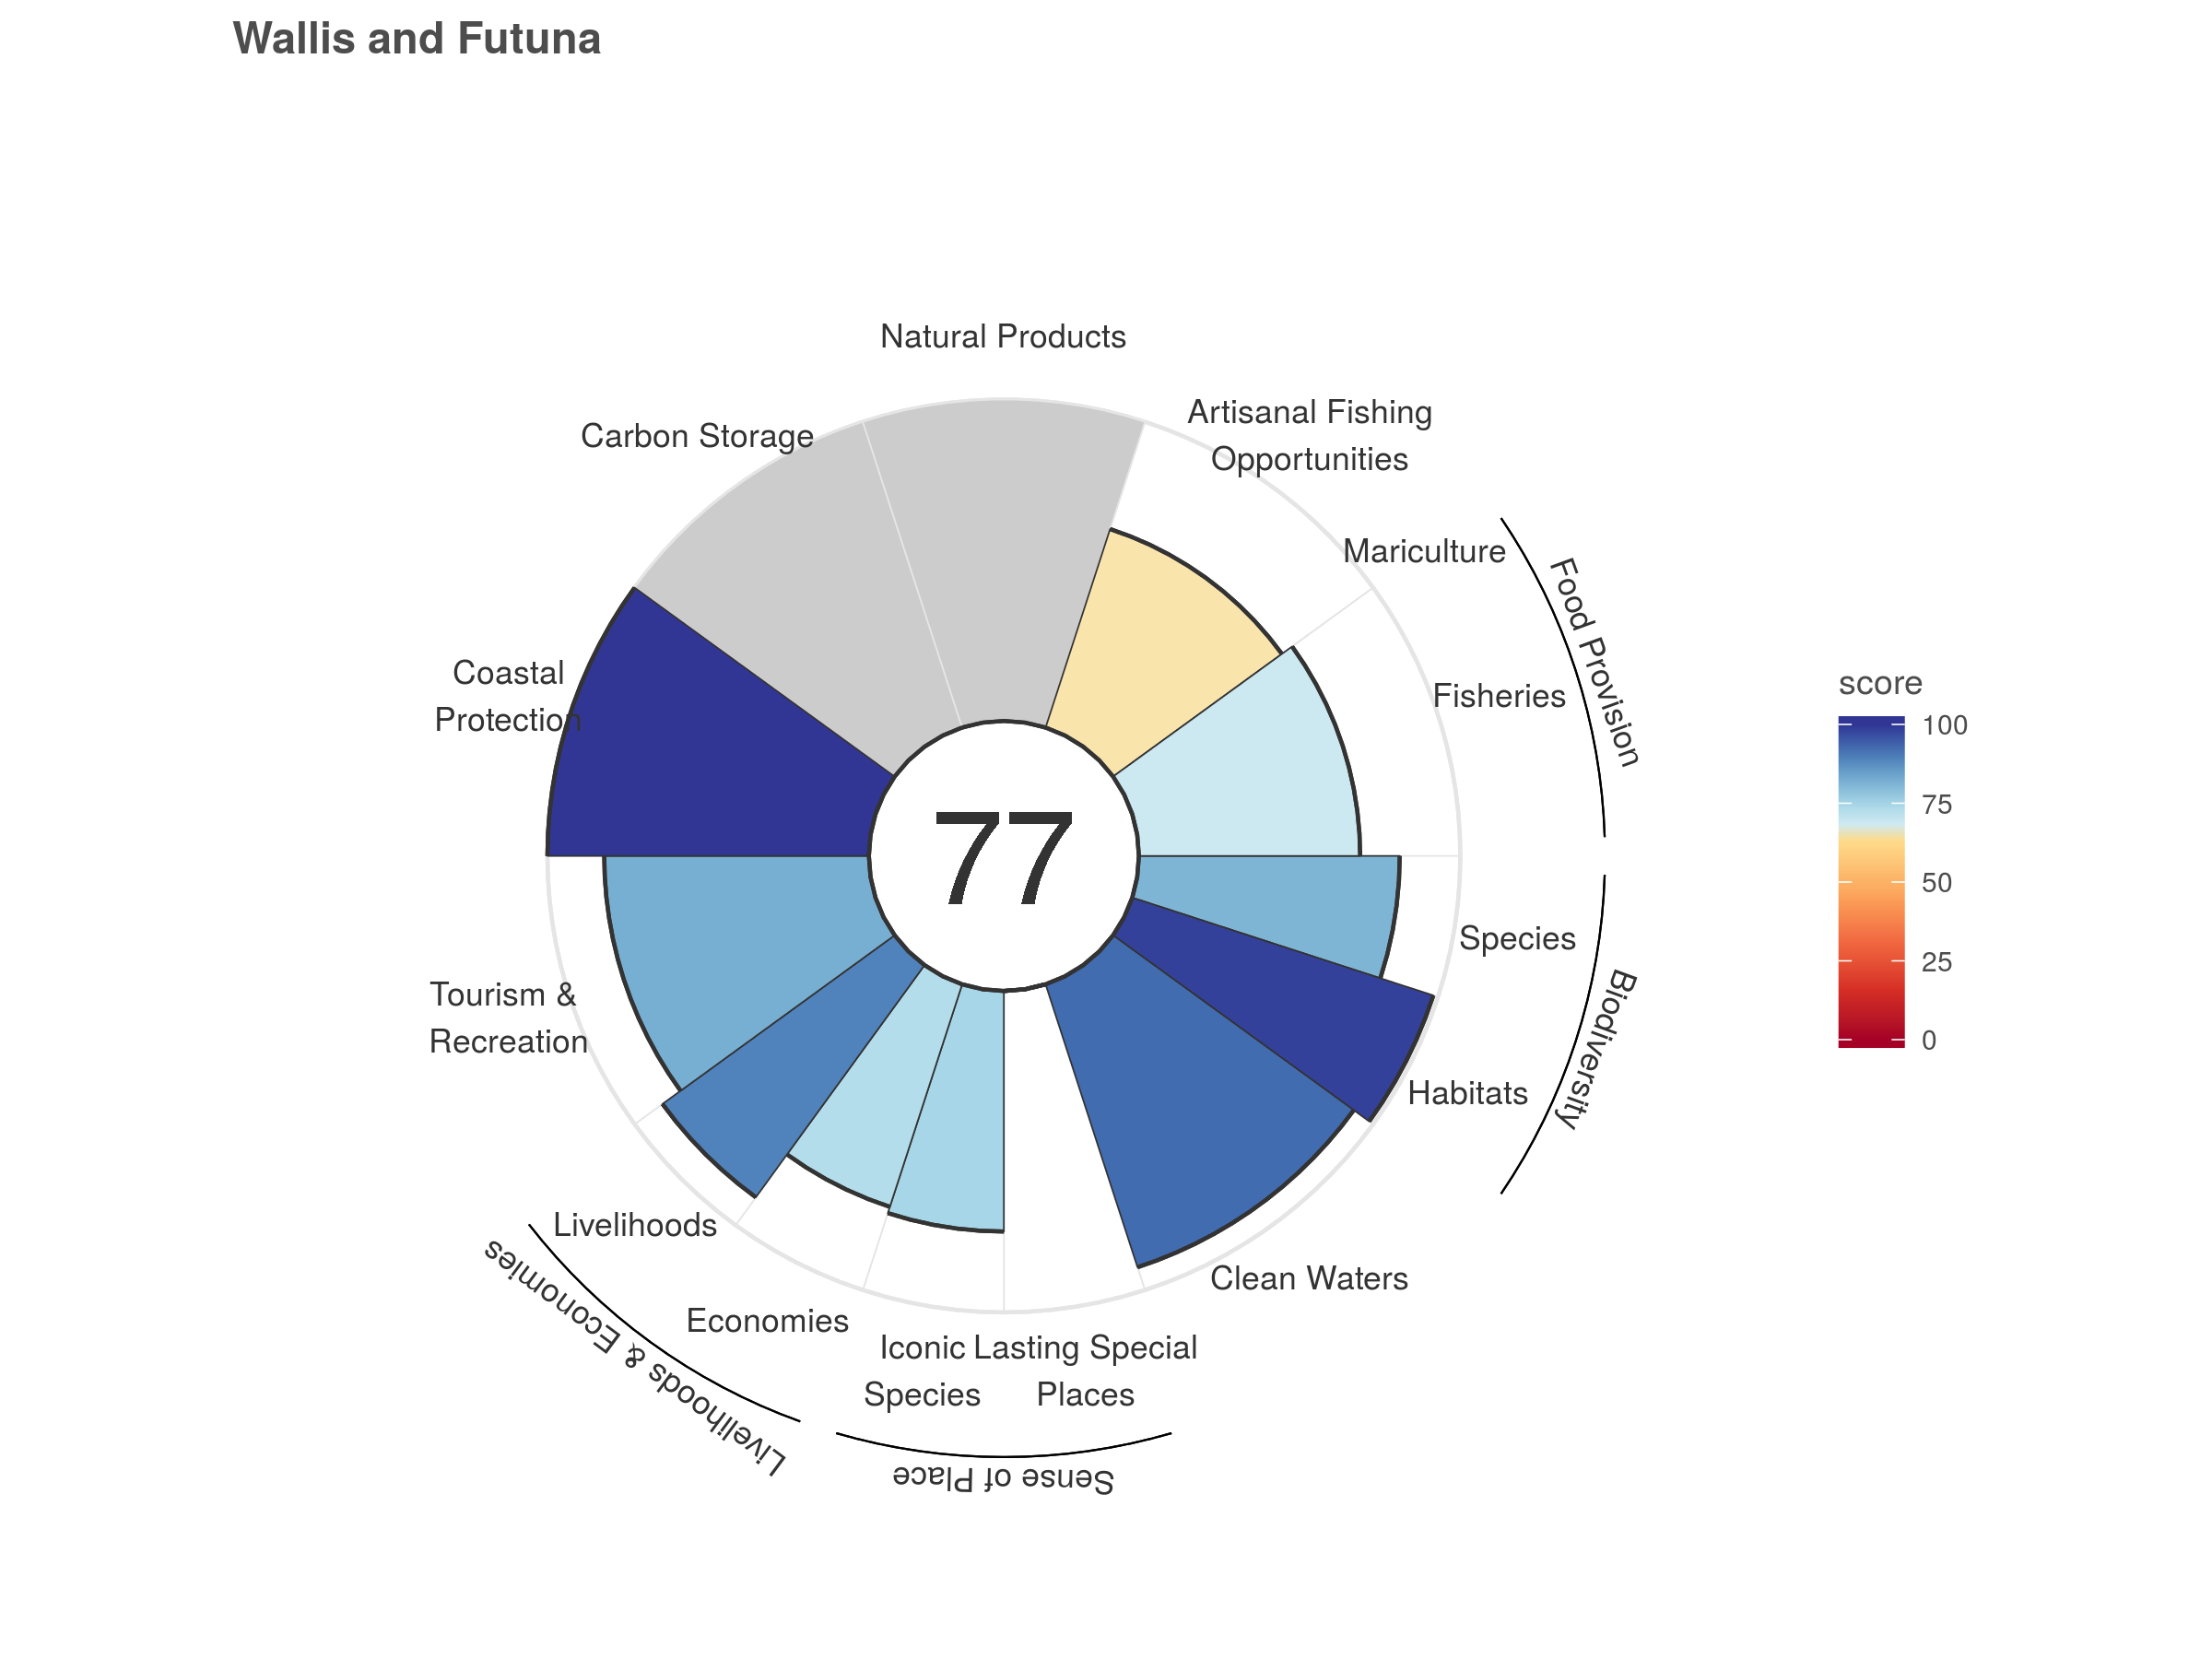 Wallis and Futuna
Natural Products
Artisanal Fishing
Opportunities
Carbon Storage
Mariculture
Food Provision
Fisheries
Coastal
Protection
score
100
75
50
25
0
77
Species
Biodiversity
Habitats
Tourism &
Recreation
Livelihoods
Clean Waters
Economies
Livelihoods & Economies
Iconic
Species
Lasting Special
Places
Sense of Place